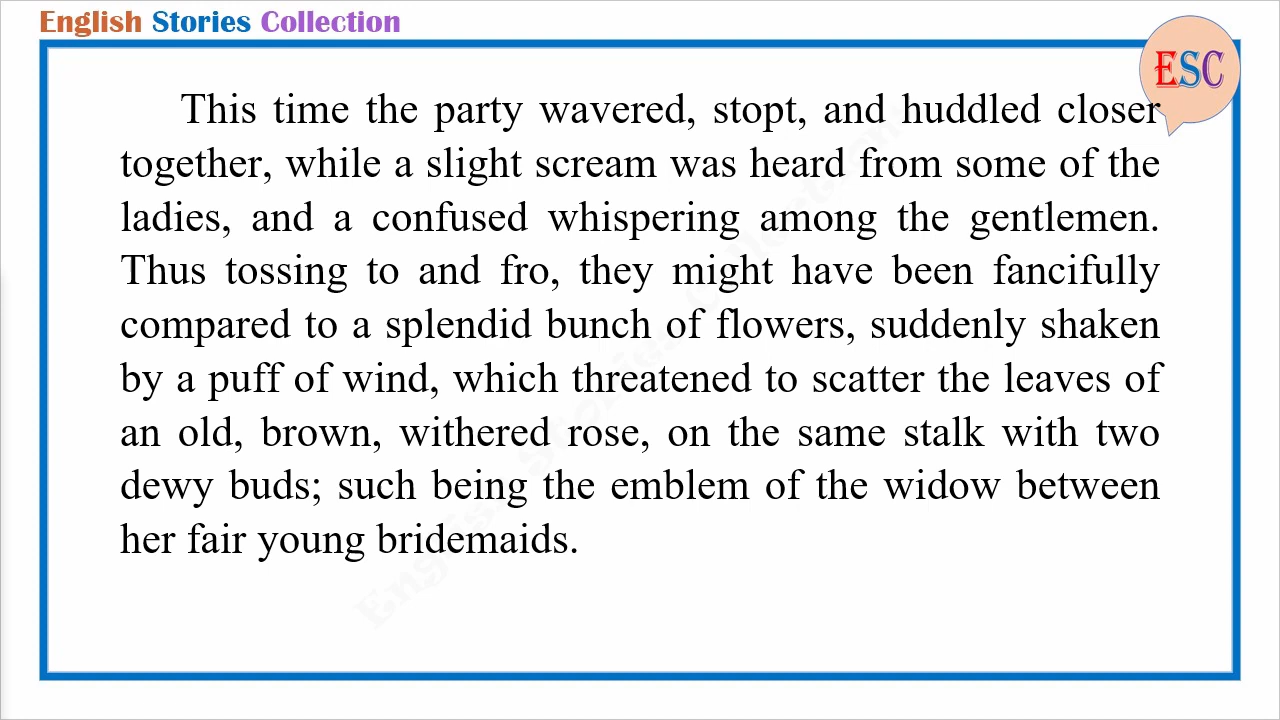 English Stories Collection
ESC
This time the party wavered, stopt, and huddled closer
together, while a slight scream was heard from some of the
ladies, and a confused whispering among the gentlemen.
Thus tossing to and fro, they might have been fancifully
compared to a splendid bunch of flowers, suddenly shaken
by a puff of wind, which threatened to scatter the leaves of
an old, brown, withered rose, on the same stalk with two
dewy buds; such being the emblem of the widow between
her fair young bridemaids.
English Stories Collection